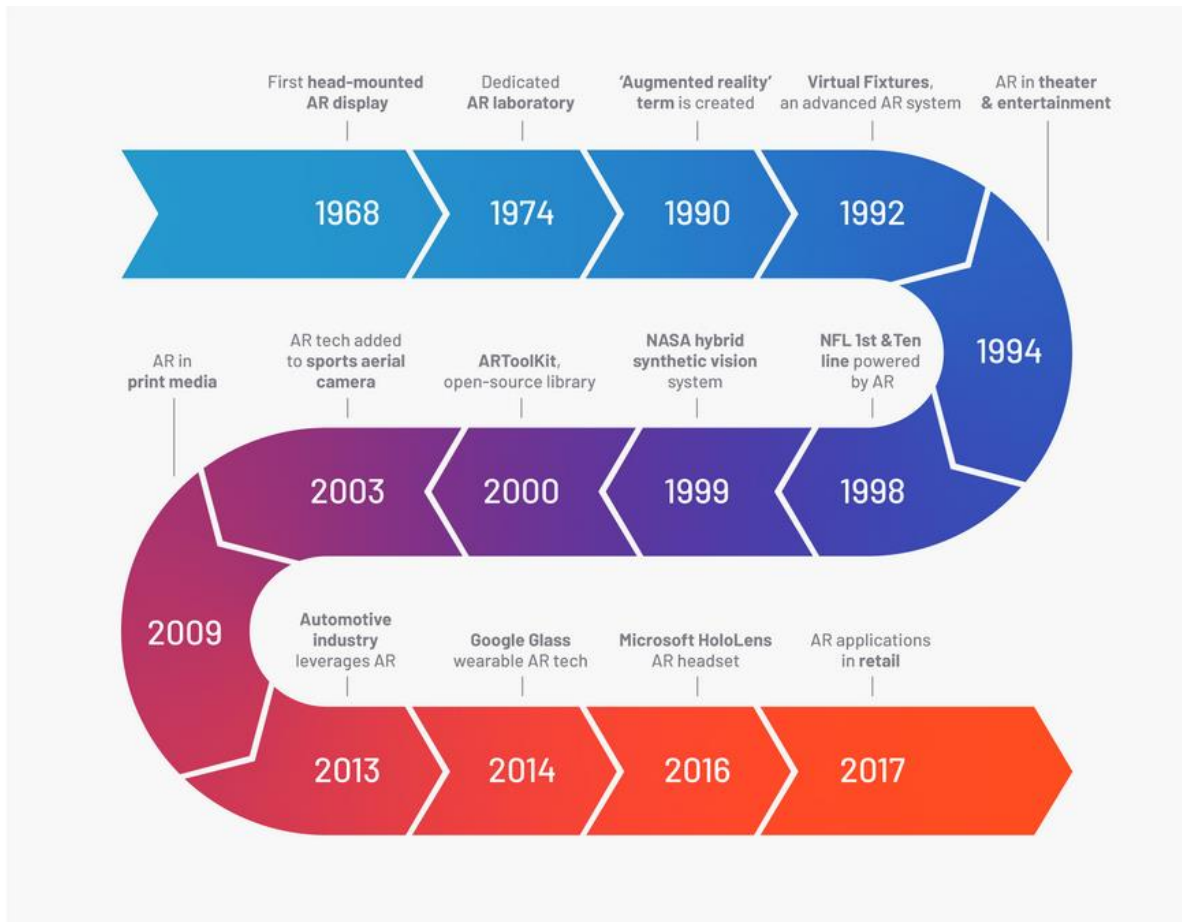 First head-mounted
AR display
Dedicated
AR laboratory
‘Augmented reality’
term is created
Virtual Fixtures,
an advanced AR system
AR in theater
& entertainment
1968
1974
1990
1992
1994
NFL 1st &Ten
line powered
by AR
NASA hybrid
synthetic vision
system
ARToolKit,
open-source library
AR tech added
to sports aerial
camera
AR in
print media
1998
1999
2000
2003
2009
Automotive
industry
leverages AR
Google Glass
wearable AR tech
Microsoft HoloLens
AR headset
AR applications
in retail
2013
2014
2016
2017